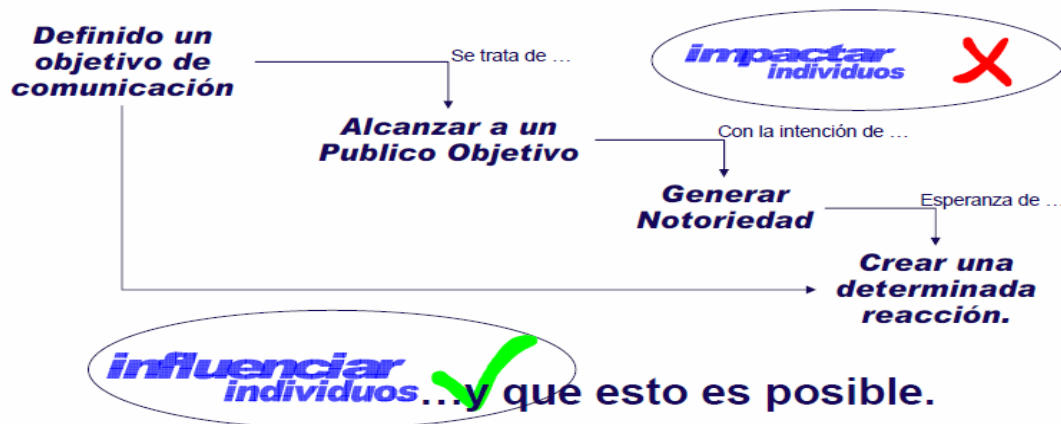 Definido un
objetivo de
comunicación
Se trata de ...
impactar
individuos
Alcanzar a un
Publico Objetivo
Con la intención de ...
Generar
Notoriedad
Esperanza de ...
Crear una
determinada
reacción.
influenciar
individuos
...y que esto es posible.